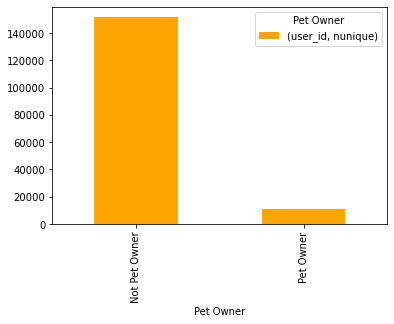 Pet Owner
(user_id, nunique)
140000
120000
100000
80000
60000
40000
20000
0
Not Pet Owner
Pet Owner
Pet Owner